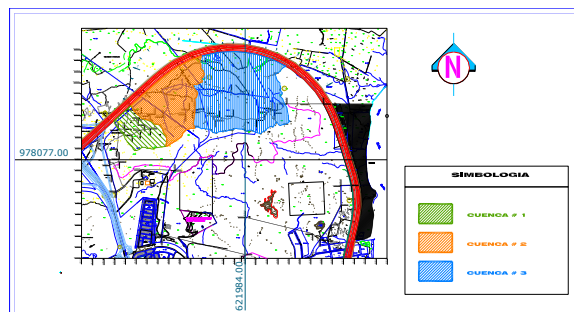 N
978077.00
621984.00
SIMBOLOGIA
CUENCA # 1
CUENCA # 2
CUENCA # 3